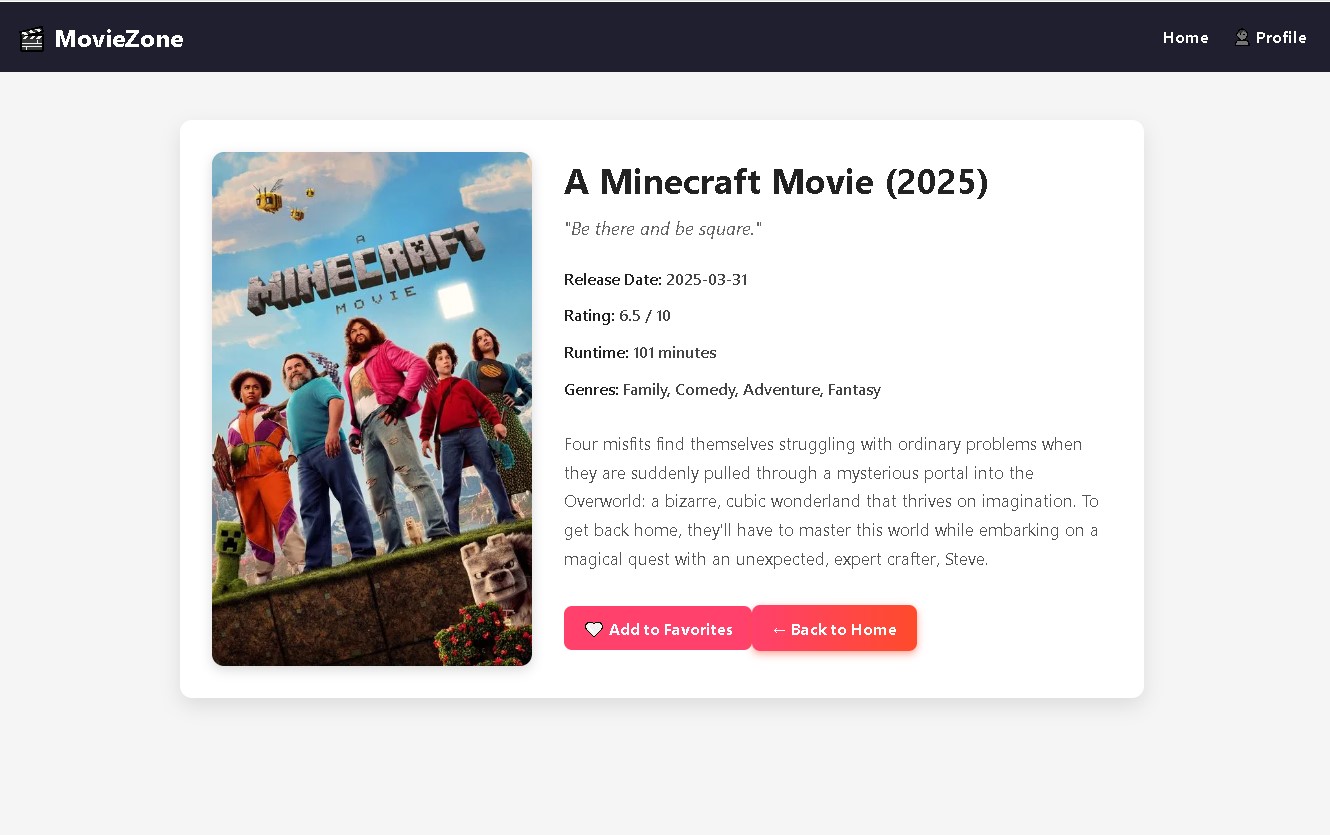 MovieZone
Home
Profile
A
MINECRAFT
MOVIE
A Minecraft Movie (2025)
"Be there and be square."
Release Date: 2025-03-31
Rating: 6.5 / 10
Runtime: 101 minutes
Genres: Family, Comedy, Adventure, Fantasy
Four misfits find themselves struggling with ordinary problems when
they are suddenly pulled through a mysterious portal into the
Overworld: a bizarre, cubic wonderland that thrives on imagination. To
get back home, they'll have to master this world while embarking on a
magical quest with an unexpected, expert crafter, Steve.
Add to Favorites
← Back to Home